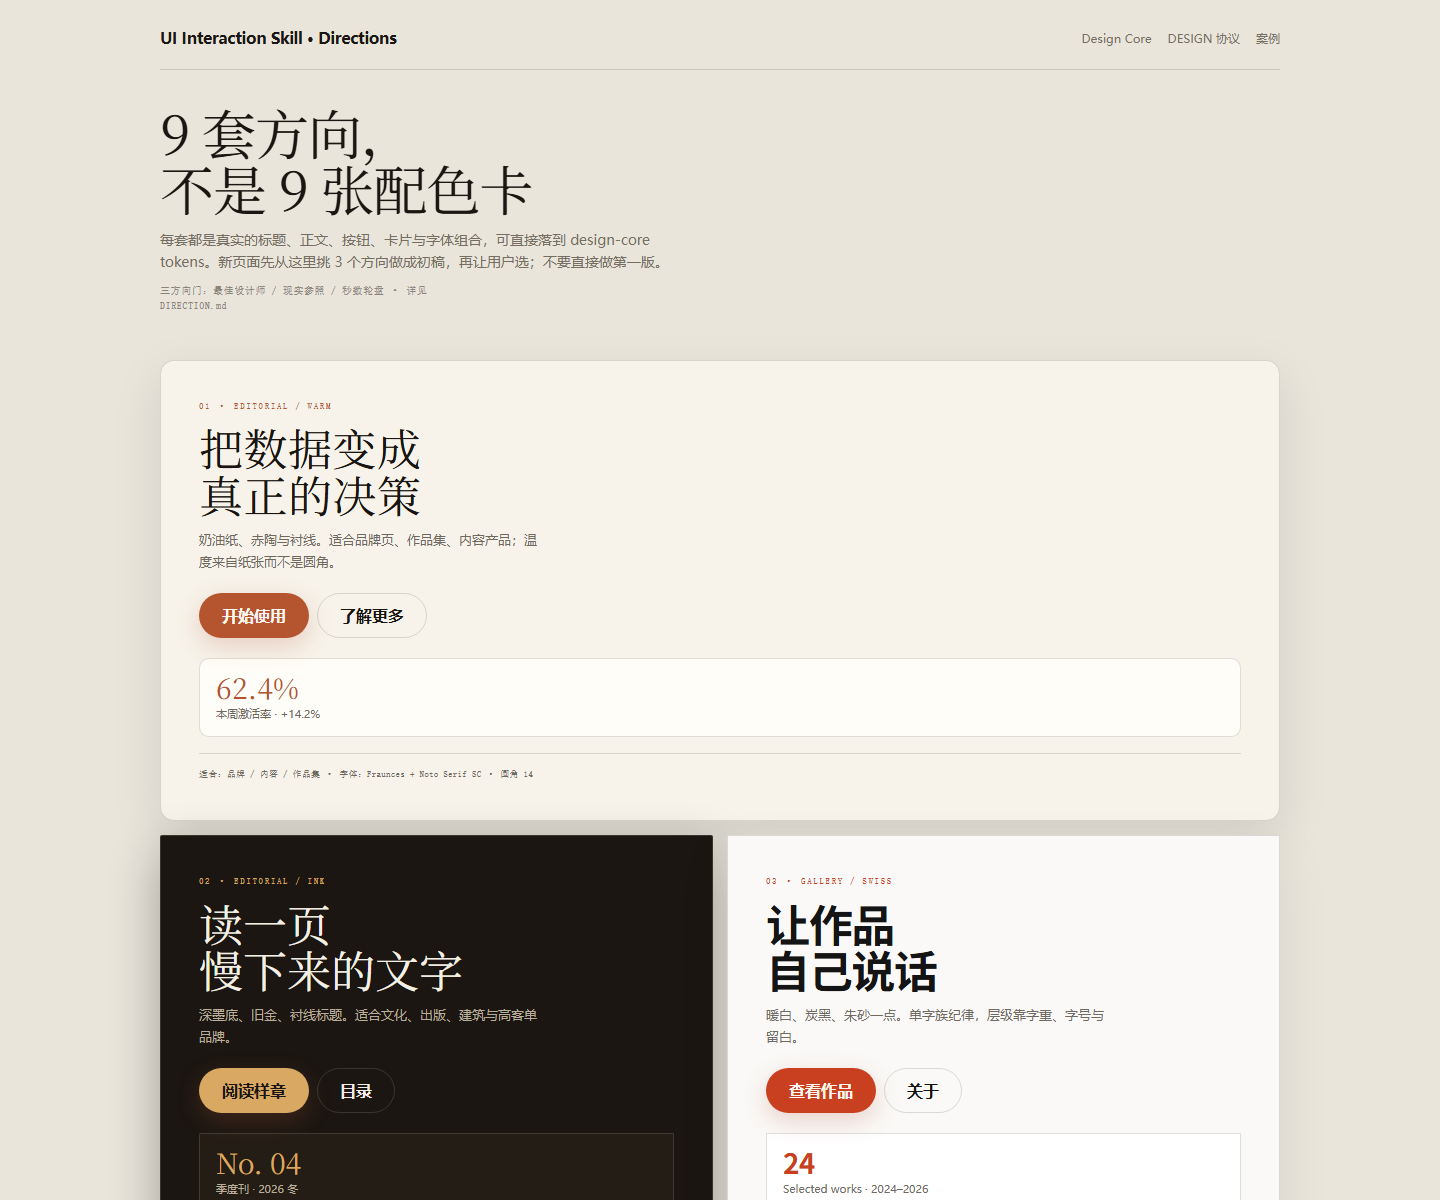 UI Interaction Skill • Directions
Design Core DESIGN 协议 案例
9 套方向,
不是 9 张配色卡
每套都是真实的标题、正文、按钮、卡片与字体组合，可直接落到 design-core
tokens。新页面先从这里挑 3 个方向做成初稿，再让用户选；不要直接做第一版。
三方向门：最佳设计师 / 现实参照 / 秒数轮盘 • 详见
DIRECTION.md
01 • EDITORIAL / WARM
把数据变成
真正的决策
奶油纸、赤陶与衬线。适合品牌页、作品集、内容产品；温
度来自纸张而不是圆角。
开始使用 了解更多
62.4%
本周激活率 · +14.2%
适合：品牌 / 内容 / 作品集 • 字体：Fraunces + Noto Serif SC • 圆角 14
02 • EDITORIAL / INK
读一页
慢下来的文字
深墨底、旧金、衬线标题。适合文化、出版、建筑与高客单
品牌。
阅读样章 目录
No. 04
季度刊 · 2026 冬
03 • GALLERY / SWISS
让作品
自己说话
暖白、炭黑、朱砂一点。单字族纪律，层级靠字重、字号与
留白。
查看作品 关于
24
Selected works · 2024–2026